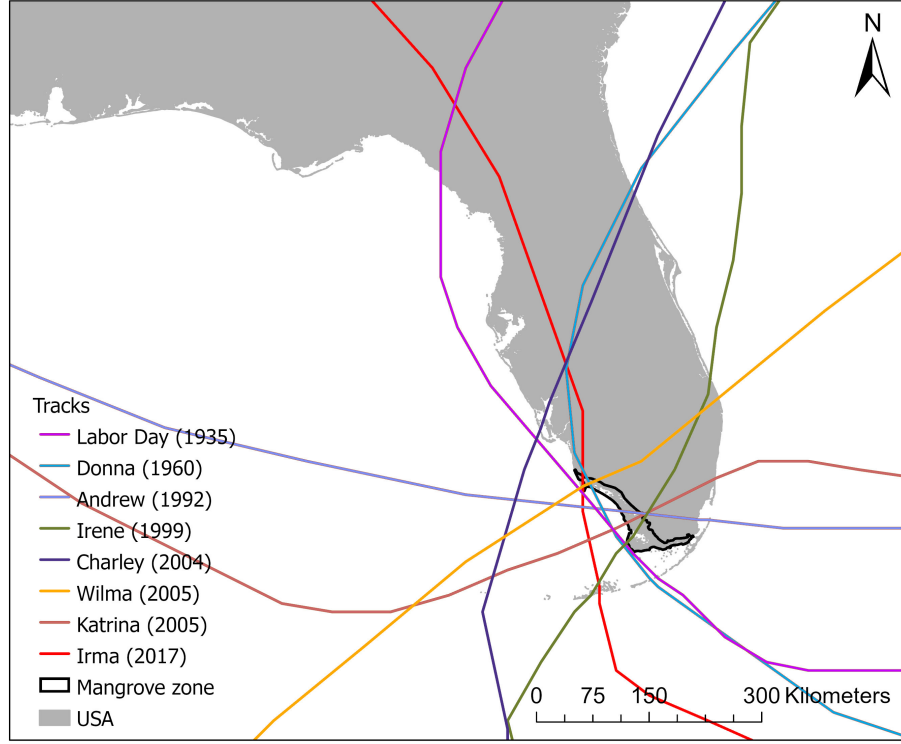 N
Tracks
Labor Day (1935)
Donna (1960)
Andrew (1992)
Irene (1999)
Charley (2004)
Wilma (2005)
Katrina (2005)
Irma (2017)
Mangrove zone
USA
0 75 150 300 Kilometers